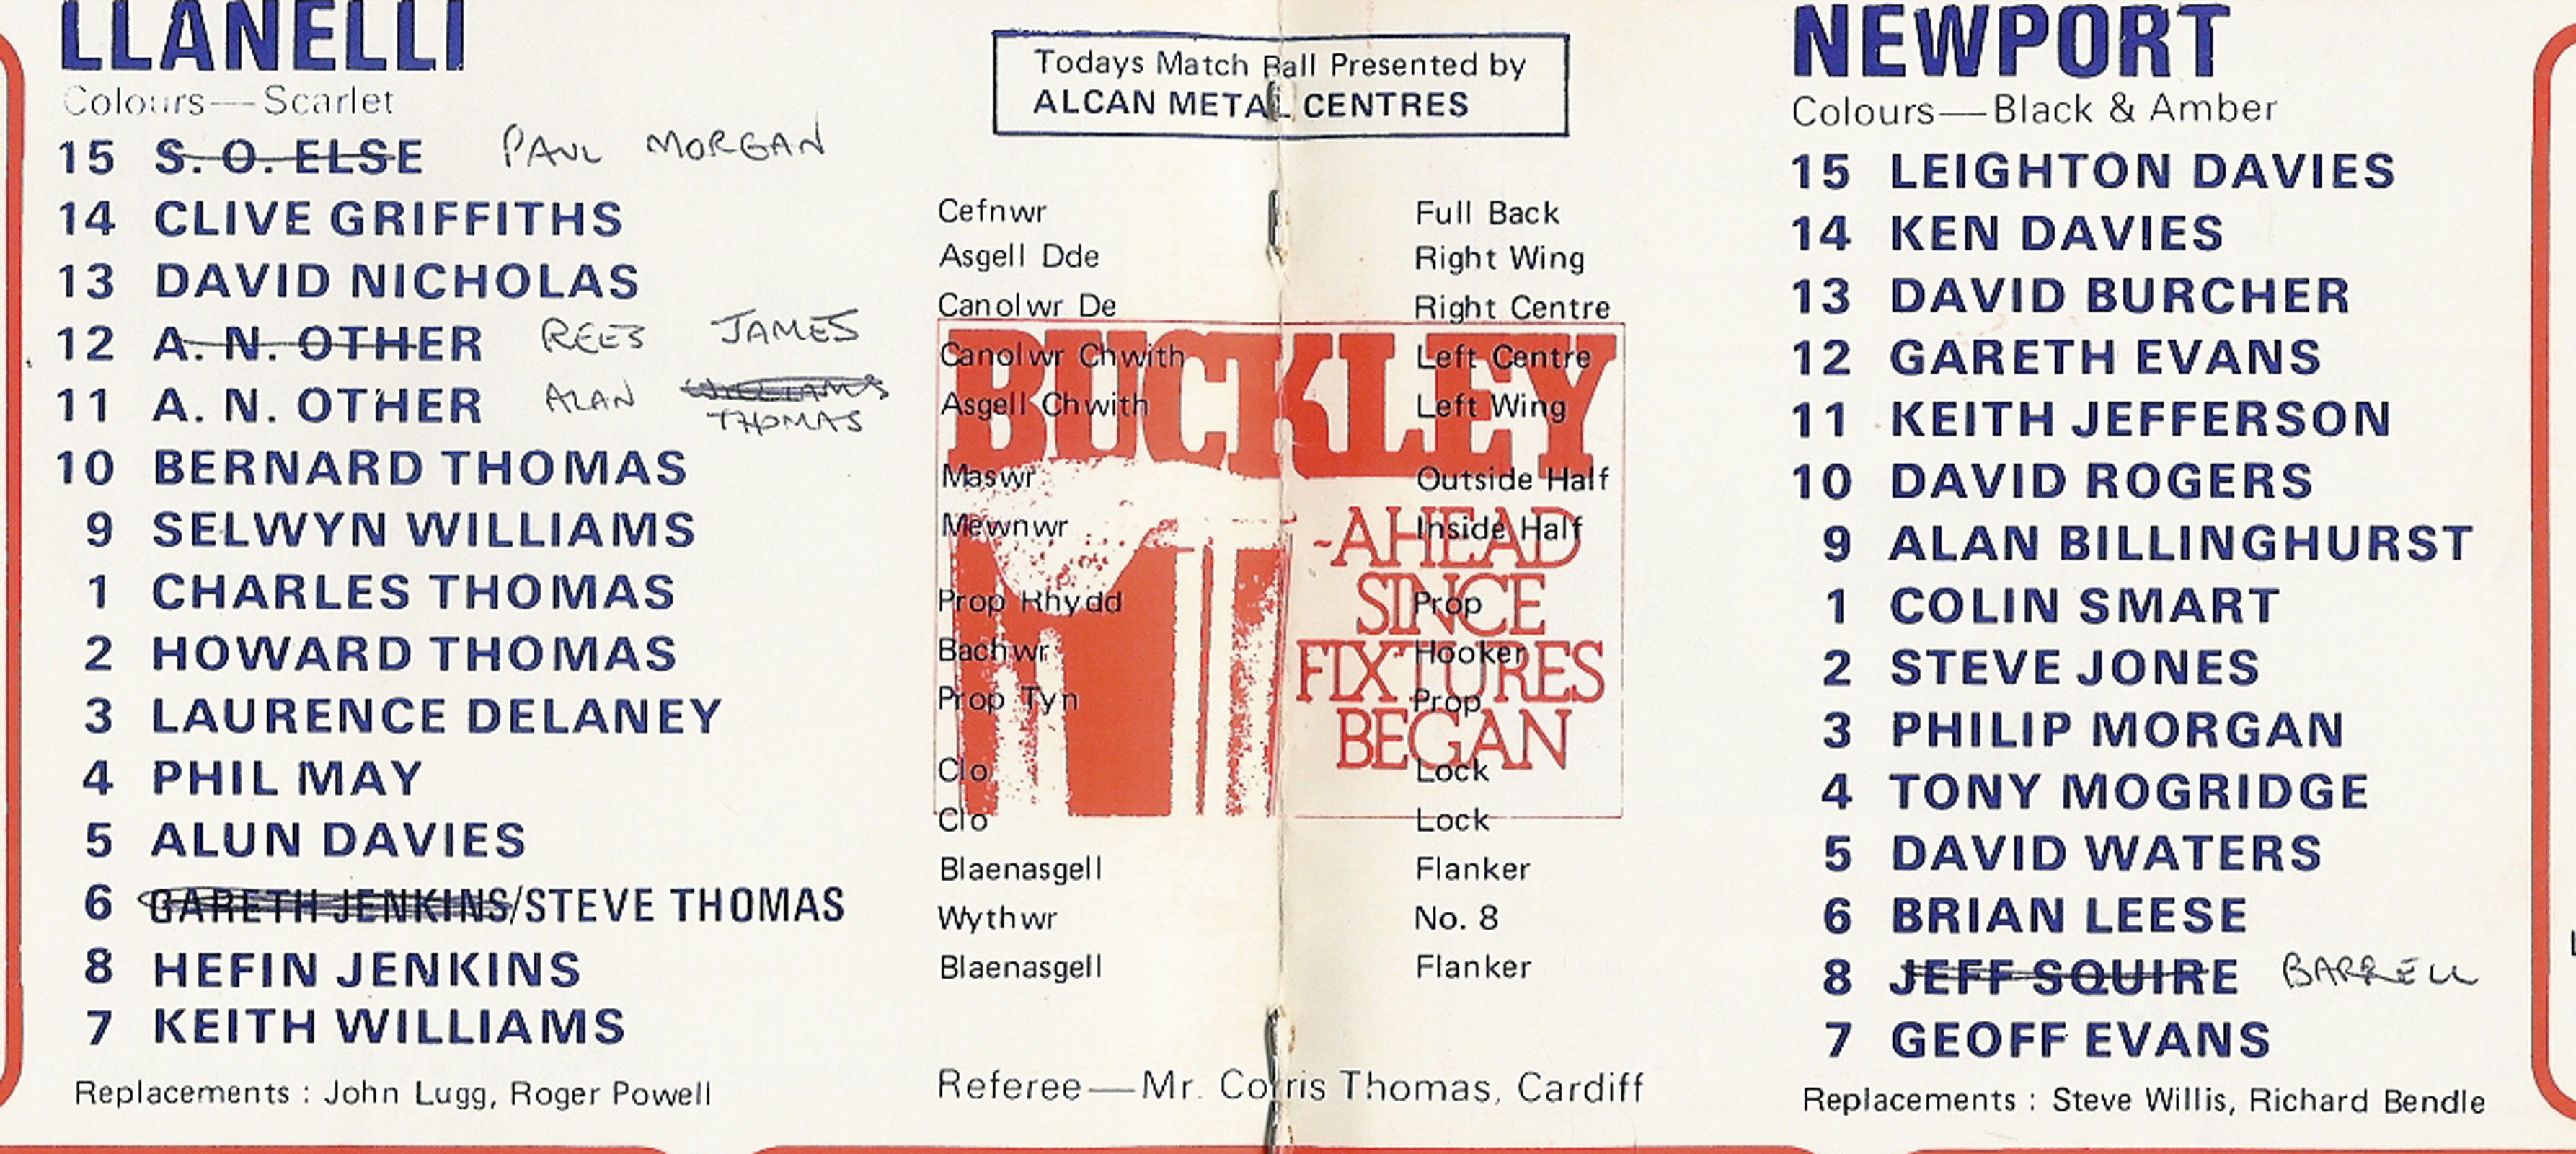 LLANELLI
Colours—Scarlet
15 S. O. ELSE PAUL MORGAN
14 CLIVE GRIFFITHS
13 DAVID NICHOLAS
12 A. N. OTHER REES JAMES
11 A. N. OTHER ALAN WILLIAMS
THOMAS
10 BERNARD THOMAS
9 SELWYN WILLIAMS
1 CHARLES THOMAS
2 HOWARD THOMAS
3 LAURENCE DELANEY
4 PHIL MAY
5 ALUN DAVIES
6 GARETH JENKINS/STEVE THOMAS
8 HEFIN JENKINS
7 KEITH WILLIAMS
Replacements : John Lugg, Roger Powell
Todays Match Ball Presented by
ALCAN METAL CENTRES
Cefnwr Full Back
Asgell Dde Right Wing
Canolwr De Right Centre
BUCKLEY
Canolwr Chwith Left Centre
Asgell Chwith Left Wing
Maswr Outside Half
Mewnwr Inside Half
-AHEAD
SINCE
FIXTURES
BEGAN
Prop Rhydd Prop
Bachwr Hooker
Prop Tyn Prop
Clo Lock
Clo Lock
Blaenasgell Flanker
Wythwr No. 8
Blaenasgell Flanker
Referee—Mr. Corris Thomas, Cardiff
NEWPORT
Colours—Black & Amber
15 LEIGHTON DAVIES
14 KEN DAVIES
13 DAVID BURCHER
12 GARETH EVANS
11 KEITH JEFFERSON
10 DAVID ROGERS
9 ALAN BILLINGHURST
1 COLIN SMART
2 STEVE JONES
3 PHILIP MORGAN
4 TONY MOGRIDGE
5 DAVID WATERS
6 BRIAN LEESE
8 JEFF SQUIRE BARRELL
7 GEOFF EVANS
Replacements : Steve Willis, Richard Bendle